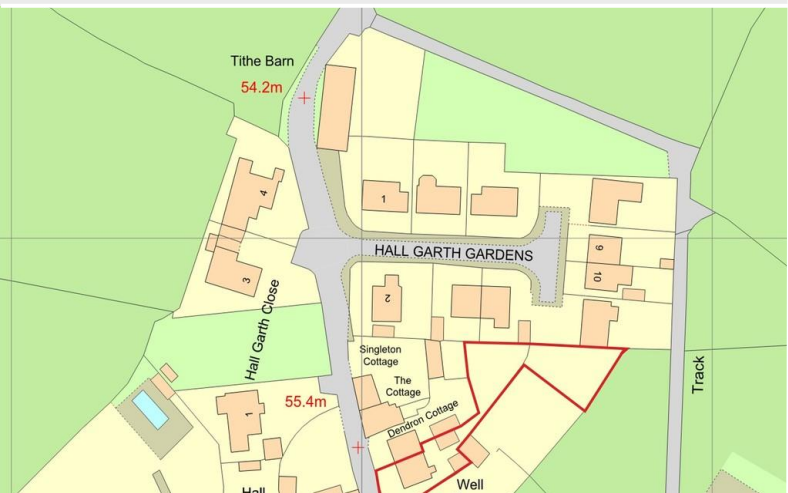 Tithe Barn
54.2m
4
1
HALL GARTH GARDENS
9
10
3
2
Hall Garth Close
Singleton
Cottage
The
Cottage
Track
55.4m
1
Dendron Cottage
Well
Hall